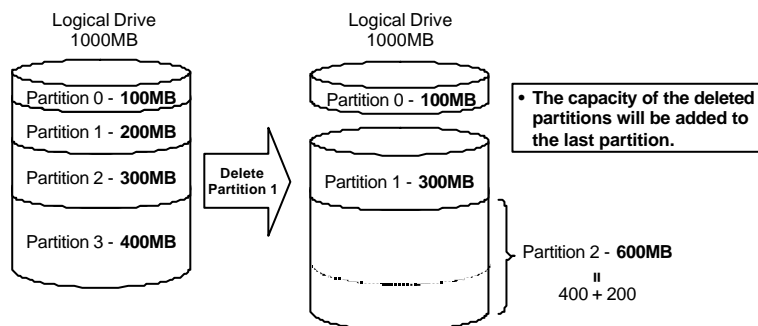 Logical Drive
1000MB
Partition 0 - 100MB
Partition 1 - 200MB
Partition 2 - 300MB
Partition 3 - 400MB
Delete
Partition 1
Logical Drive
1000MB
Partition 0 - 100MB
Partition 1 - 300MB
Partition 2 - 600MB
=
400 + 200
• The capacity of the deleted
partitions will be added to
the last partition.